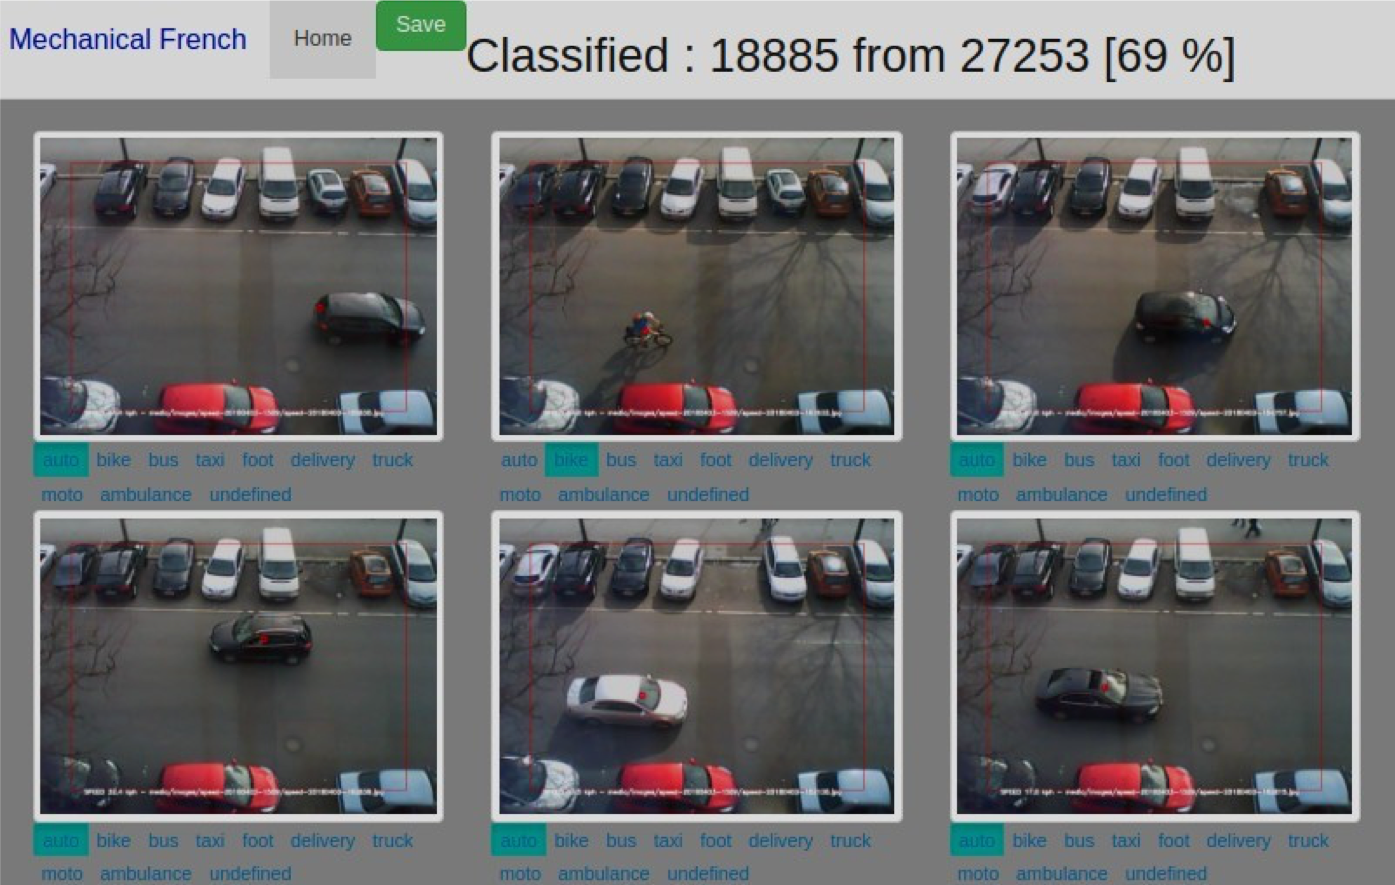 Mechanical French Home Save Classified : 18885 from 27253 [69 %]
auto bike bus taxi foot delivery truck
moto ambulance undefined
auto bike bus taxi foot delivery truck
moto ambulance undefined
auto bike bus taxi foot delivery truck
moto ambulance undefined
auto bike bus taxi foot delivery truck
moto ambulance undefined
auto bike bus taxi foot delivery truck
moto ambulance undefined
auto bike bus taxi foot delivery truck
moto ambulance undefined